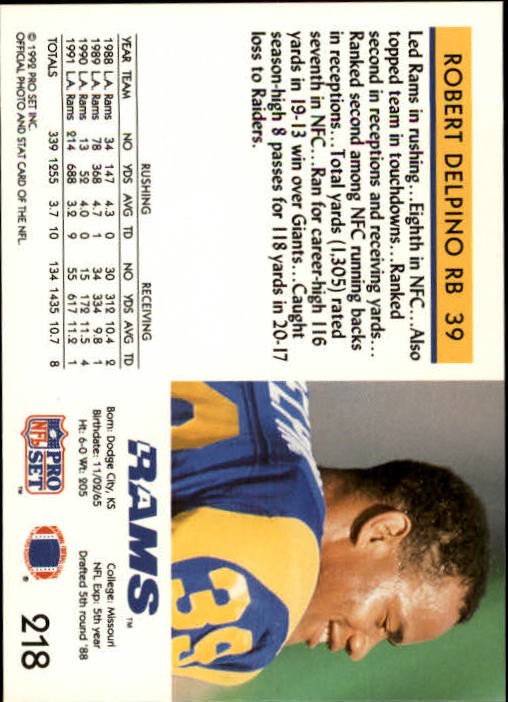 ROBERT DELPINO RB 39
Led Rams in rushing...Eighth in NFC...Also
topped team in touchdowns...Ranked
second in receptions and receiving yards...
Ranked second among NFC running backs
in receptions...Total yards (1,305) rated
seventh in NFC...Ran for career-high 116
yards in 19-13 win over Giants...Caught
season-high 8 passes for 118 yards in 20-17
loss to Raiders.
RUSHING RECEIVING
YEAR TEAM NO YDS AVG TD NO YDS AVG TD
1988 L.A. Rams 34 147 4.3 0 30 312 10.4 2
1989 L.A. Rams 78 368 4.7 1 34 334 9.8 1
1990 L.A. Rams 13 52 4.0 0 15 172 11.5 4
1991 L.A. Rams 214 688 3.2 9 55 617 11.2 1
TOTALS 339 1255 3.7 10 134 1435 10.7 8
© 1992 PRO SET INC.
OFFICIAL PHOTO AND STAT CARD OF THE NFL.
39
RAMS™
Born: Dodge City, KS
Birthdate: 11/02/65
Ht: 6-0 Wt: 205
College: Missouri
NFL Exp: 5th year
Drafted 5th round '88
PRO
NFL SET™
®
218